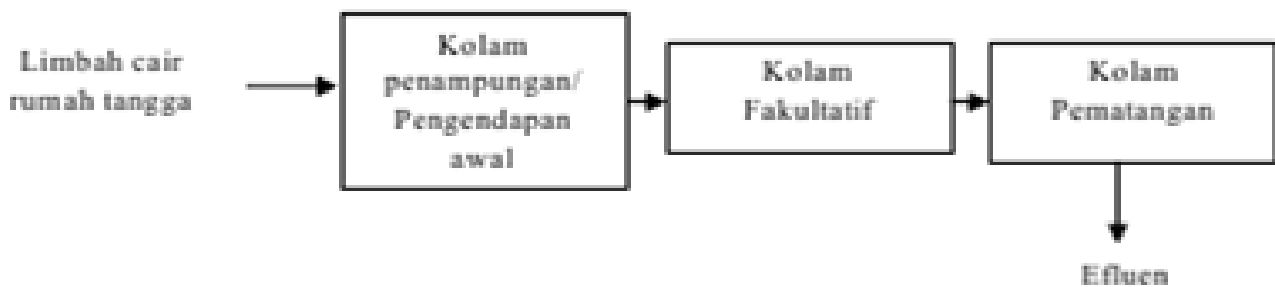 Limbah cair
rumah tangga
Kolam
penampungan/
Pengendapan
awal
Kolam
Fakultatif
Kolam
Pematangan
Efluen